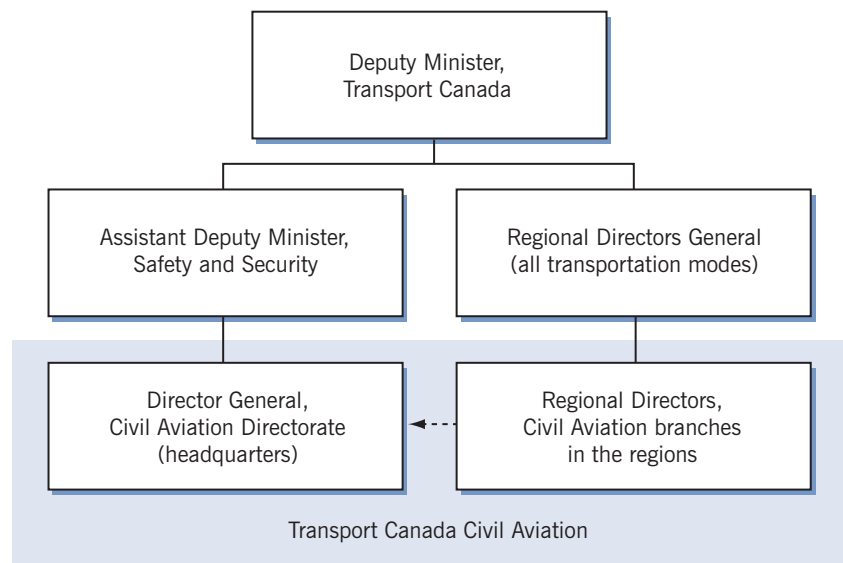 Deputy Minister,
Transport Canada
Assistant Deputy Minister,
Safety and Security
Regional Directors General
(all transportation modes)
Director General,
Civil Aviation Directorate
(headquarters)
Regional Directors,
Civil Aviation branches
in the regions
Transport Canada Civil Aviation